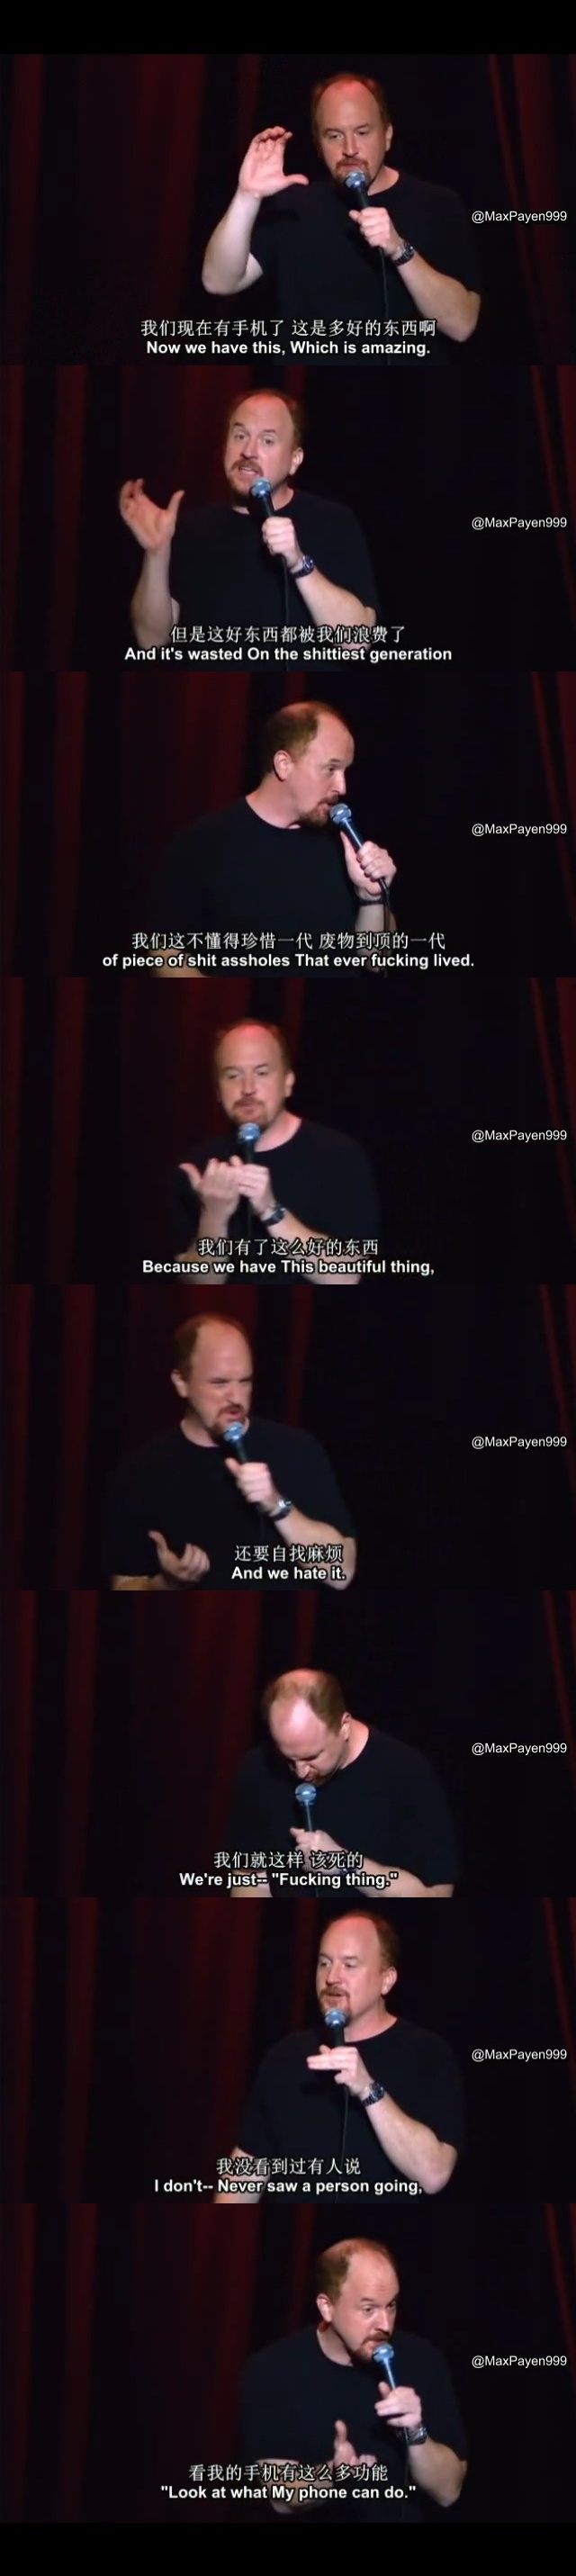 @MaxPayen999
我们现在有手机了 这是多好的东西啊
Now we have this, Which is amazing.
@MaxPayen999
但是这好东西都被我们浪费了
And it's wasted On the shittiest generation
@MaxPayen999
我们这不懂得珍惜一代 废物到顶的一代
of piece of shit assholes That ever fucking lived.
@MaxPayen999
我们有了这么好的东西
Because we have This beautiful thing,
@MaxPayen999
还要自找麻烦
And we hate it.
@MaxPayen999
我们就这样 该死的
We're just-- "Fucking thing."
@MaxPayen999
我没看到过有人说
I don't-- Never saw a person going,
@MaxPayen999
看我的手机有这么多功能
"Look at what My phone can do."